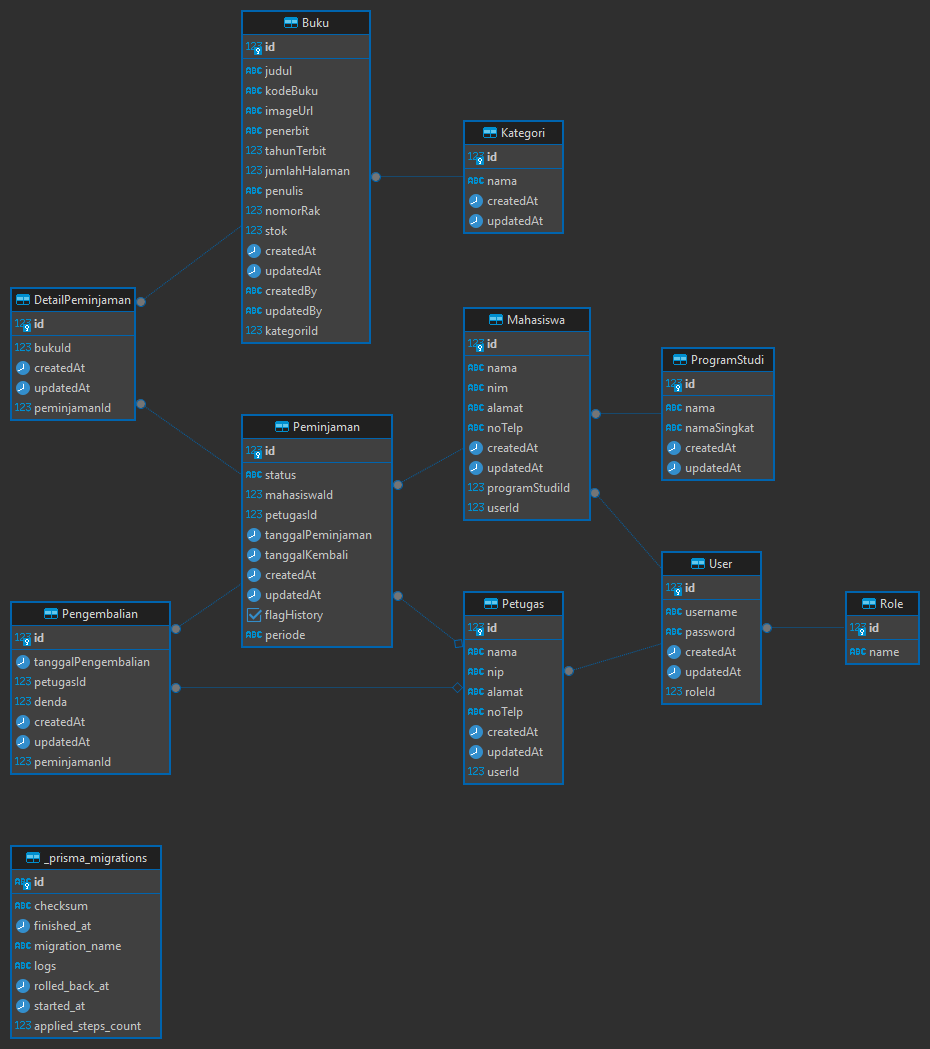 Buku
123 id
ABC judul
ABC kodeBuku
ABC imageUrl
ABC penerbit
123 tahunTerbit
123 jumlahHalaman
ABC penulis
123 nomorRak
123 stok
createdAt
updatedAt
ABC createdBy
ABC updatedBy
123 kategoriId
Kategori
123 id
ABC nama
createdAt
updatedAt
DetailPeminjaman
123 id
123 bukuId
createdAt
updatedAt
123 peminjamanId
Mahasiswa
123 id
ABC nama
ABC nim
ABC alamat
ABC noTelp
createdAt
updatedAt
123 programStudiId
123 userId
ProgramStudi
123 id
ABC nama
ABC namaSingkat
createdAt
updatedAt
Peminjaman
123 id
ABC status
123 mahasiswaId
123 petugasId
tanggalPeminjaman
tanggalKembali
createdAt
updatedAt
flagHistory
ABC periode
User
123 id
ABC username
ABC password
createdAt
updatedAt
123 roleId
Role
123 id
ABC name
Petugas
123 id
ABC nama
ABC nip
ABC alamat
ABC noTelp
createdAt
updatedAt
123 userId
Pengembalian
123 id
tanggalPengembalian
123 petugasId
123 denda
createdAt
updatedAt
123 peminjamanId
_prisma_migrations
ABC id
ABC checksum
finished_at
ABC migration_name
ABC logs
rolled_back_at
started_at
123 applied_steps_count